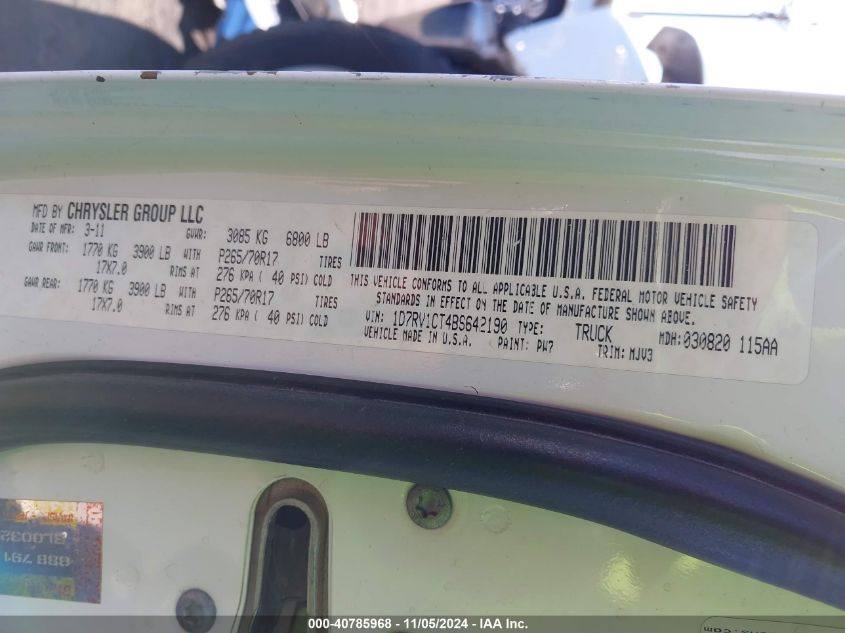 MFD BY CHRYSLER GROUP LLC
DATE OF MFR: 3-11 GVWR: 3085 KG 6800 LB
GAWR FRONT: 1770 KG 3900 LB WITH P265/70R17 TIRES
17X7.0 RIMS AT 276 KPA ( 40 PSI) COLD
GAWR REAR: 1770 KG 3900 LB WITH P265/70R17 TIRES
17X7.0 RIMS AT 276 KPA ( 40 PSI) COLD
THIS VEHICLE CONFORMS TO ALL APPLICABLE U.S.A. FEDERAL MOTOR VEHICLE SAFETY
STANDARDS IN EFFECT ON THE DATE OF MANUFACTURE SHOWN ABOVE.
VIN: 1D7RV1CT4BS642190 TYPE: TRUCK MDH: 030820 115AA
VEHICLE MADE IN U.S.A. PAINT: PW7 TRIM: MJV3
000-40785968 - 11/05/2024 - IAA Inc.